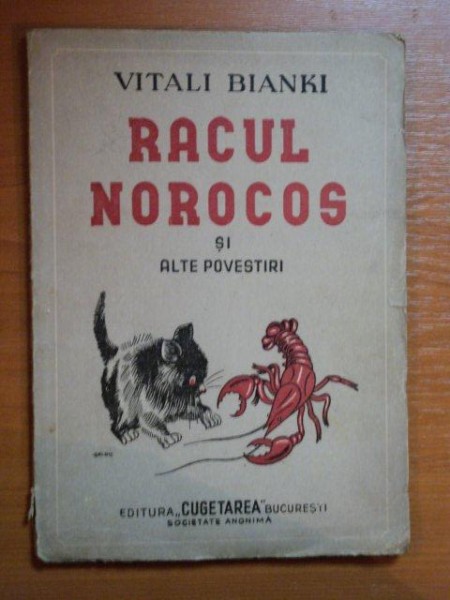 VITALI BIANKI
RACUL
NOROCOS
ȘI
ALTE POVESTIRI
EDITURA „CUGETAREA" BUCUREȘTI
SOCIETATE ANONIMĂ